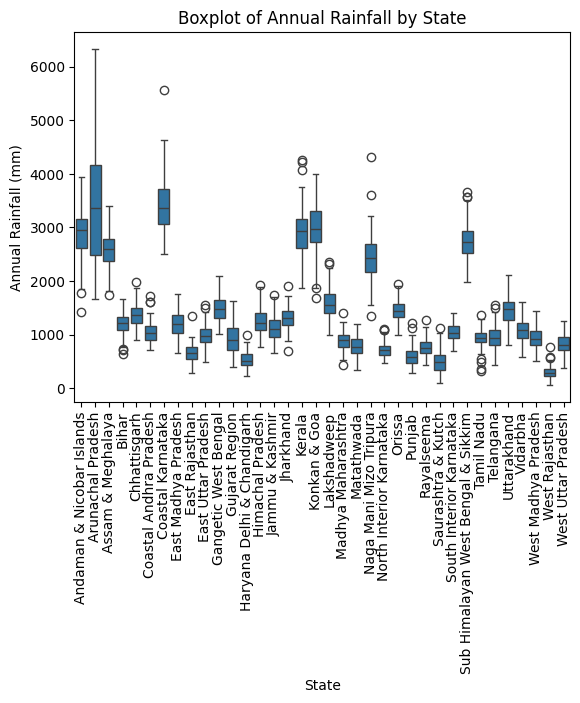 Boxplot of Annual Rainfall by State
Annual Rainfall (mm)
6000
5000
4000
3000
2000
1000
0
Andaman & Nicobar Islands
Arunachal Pradesh
Assam & Meghalaya
Bihar
Chhattisgarh
Coastal Andhra Pradesh
Coastal Karnataka
East Madhya Pradesh
East Rajasthan
East Uttar Pradesh
Gangetic West Bengal
Gujarat Region
Haryana Delhi & Chandigarh
Himachal Pradesh
Jammu & Kashmir
Jharkhand
Kerala
Konkan & Goa
Lakshadweep
Madhya Maharashtra
Matathwada
Naga Mani Mizo Tripura
North Interior Karnataka
Orissa
Punjab
Rayalseema
Saurashtra & Kutch
South Interior Karnataka
Sub Himalayan West Bengal & Sikkim
Tamil Nadu
Telangana
Uttarakhand
Vidarbha
West Madhya Pradesh
West Rajasthan
West Uttar Pradesh
State